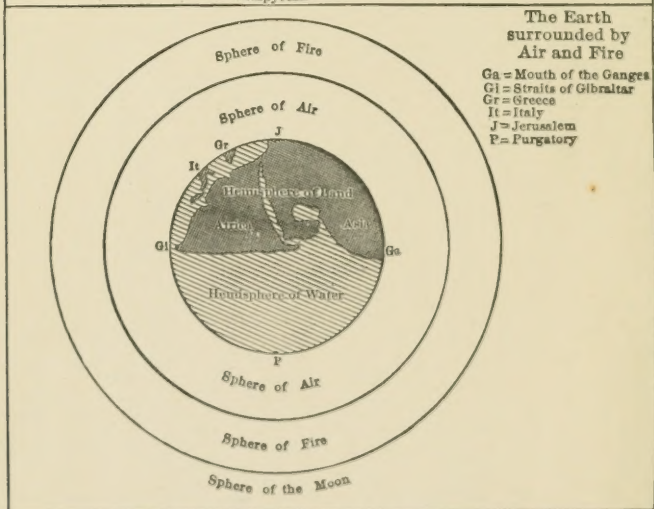 The Earth
surrounded by
Air and Fire
Ga = Mouth of the Ganges
Gi = Straits of Gibraltar
Gr = Greece
It = Italy
J = Jerusalem
P = Purgatory
Sphere of Fire
Sphere of Air
J
Gr
It
Hemisphere of Land
Africa
Gi
Ga
Hemisphere of Water
P
Sphere of Air
Sphere of Fire
Sphere of the Moon